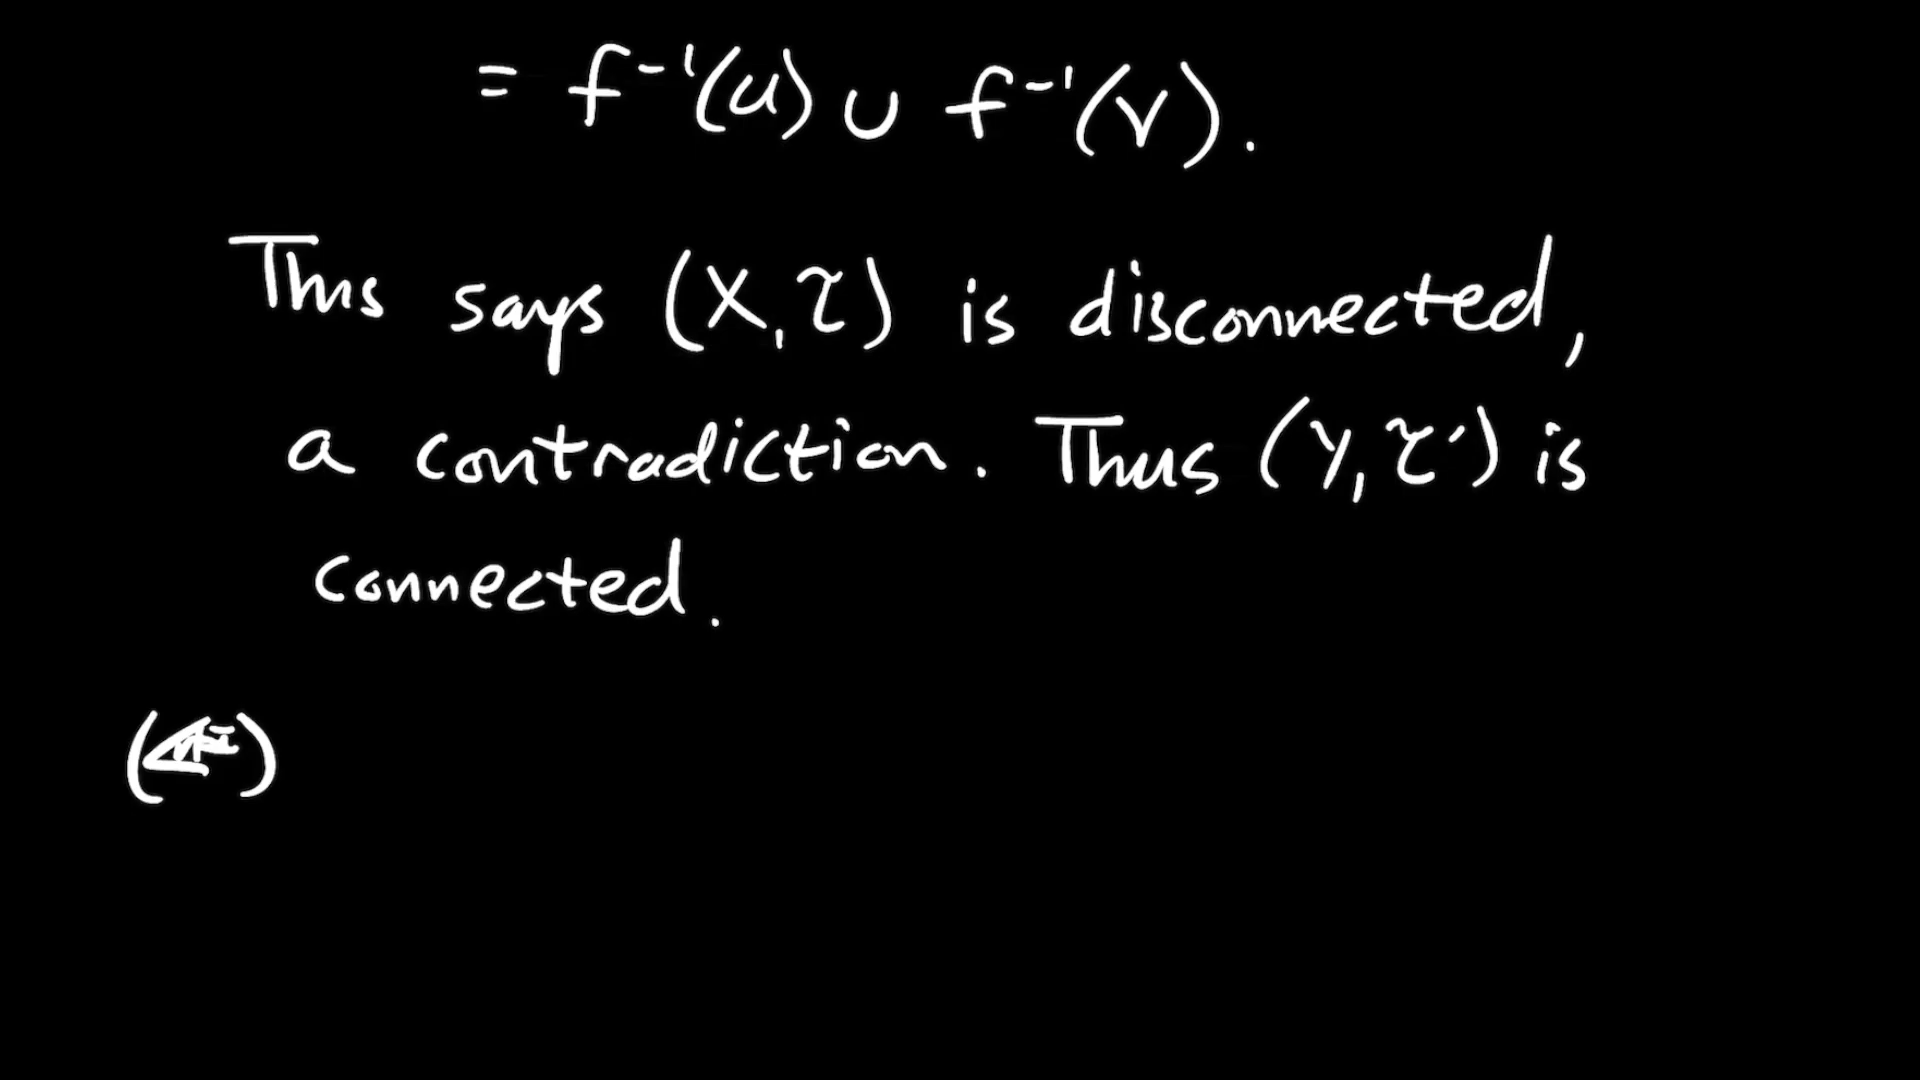 = f⁻¹(U) ∪ f⁻¹(V).
This says (X, τ) is disconnected,
a contradiction. Thus (Y, τ') is
connected.